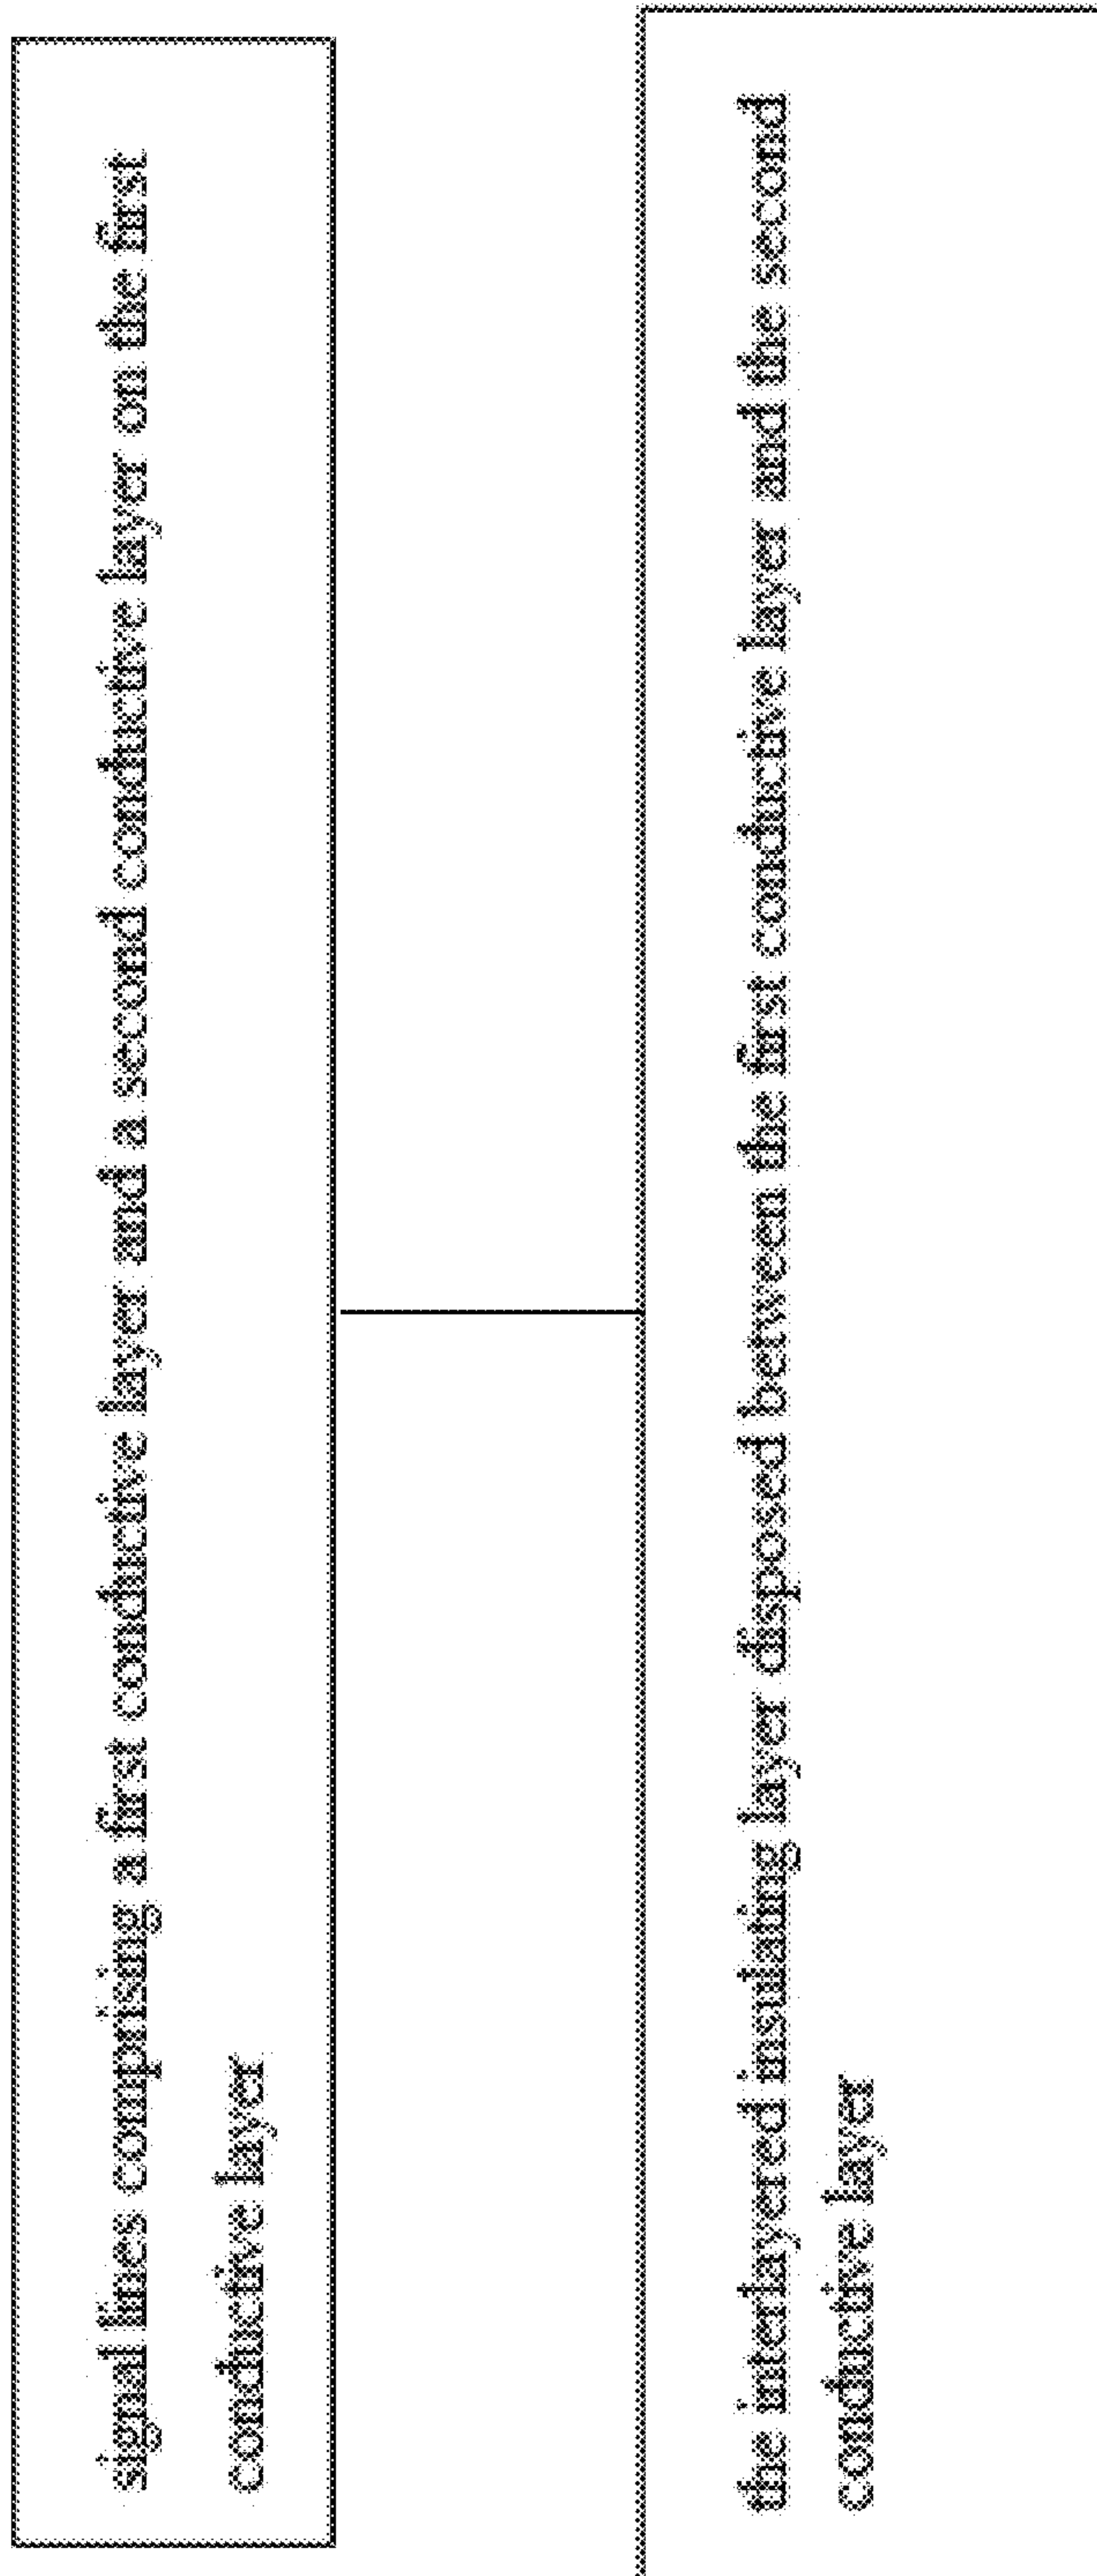 signal lines comprising a first conductive layer and a second conductive layer on the first
conductive layer
the interlayered insulaing layer disposed between the first conductive layer and the second
conductive layer